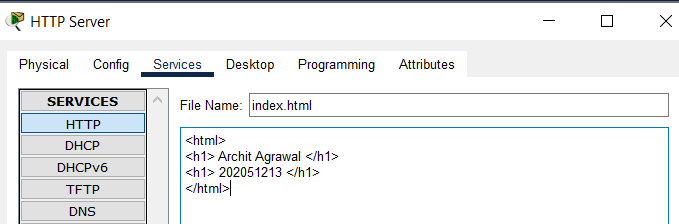 HTTP Server
Physical Config Services Desktop Programming Attributes
SERVICES
HTTP
DHCP
DHCPv6
TFTP
DNS
File Name: index.html
<html>
<h1> Archit Agrawal </h1>
<h1> 202051213 </h1>
</html>